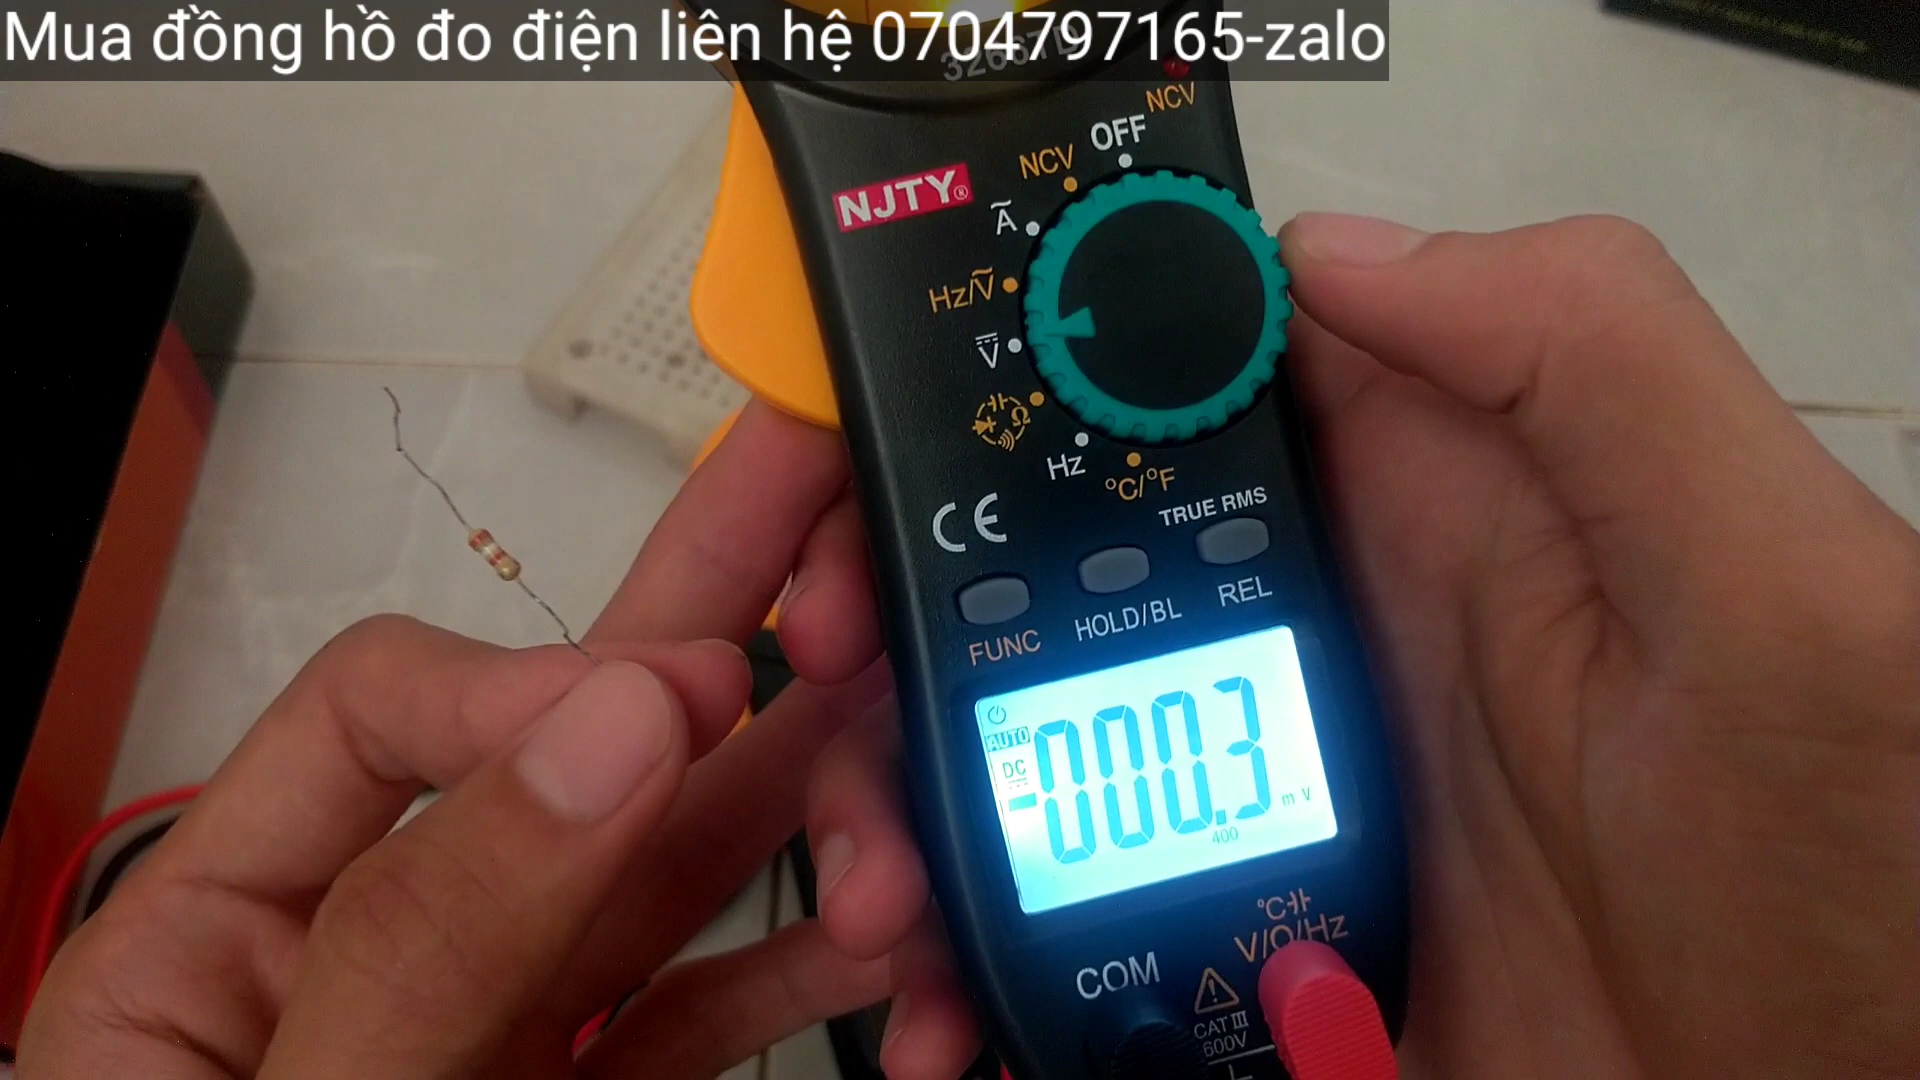 Mua đồng hồ đo điện liên hệ 0704797165-zalo
3266TD
NCV
OFF
NCV
NJTY®
Ã
Hz/Ṽ
V
Ω
Hz
°C/°F
CE
TRUE RMS
FUNC
HOLD/BL
REL
AUTO
DC
-000.3
mV
400
°C
V/Ω/Hz
COM
CAT III
600V